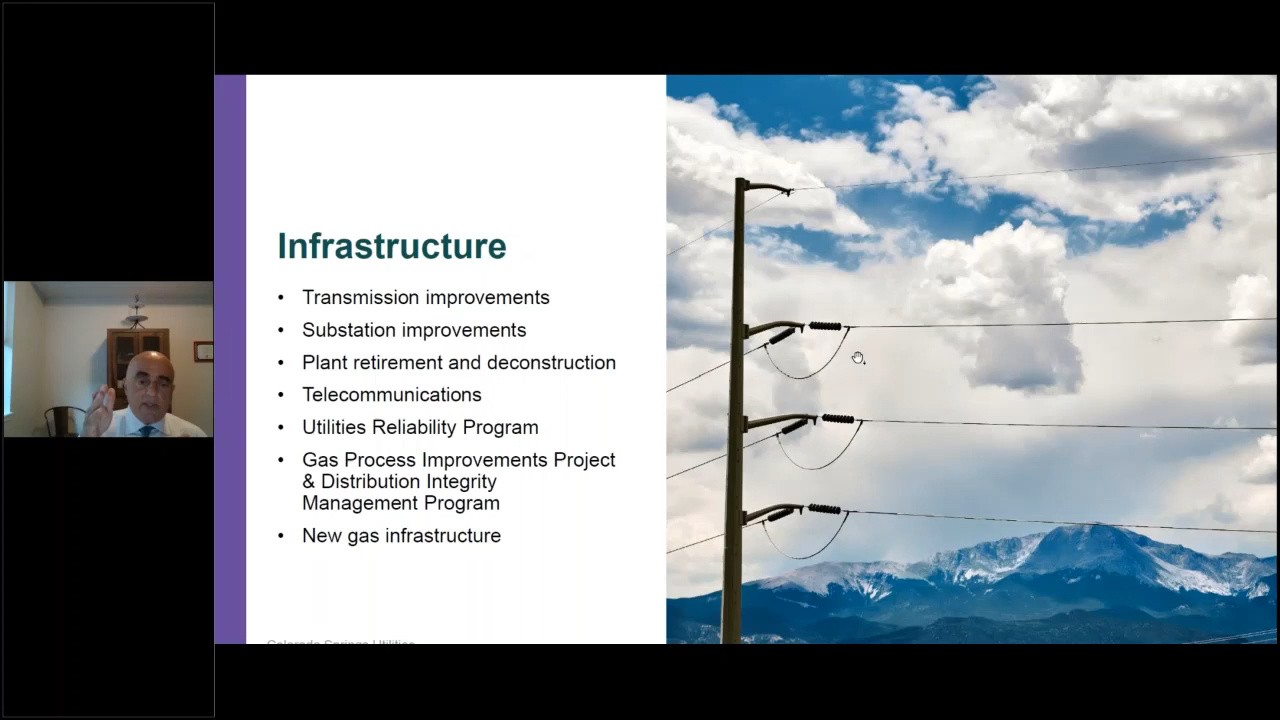 Infrastructure
• Transmission improvements
• Substation improvements
• Plant retirement and deconstruction
• Telecommunications
• Utilities Reliability Program
• Gas Process Improvements Project
& Distribution Integrity
Management Program
• New gas infrastructure
Colorado Springs Utilities